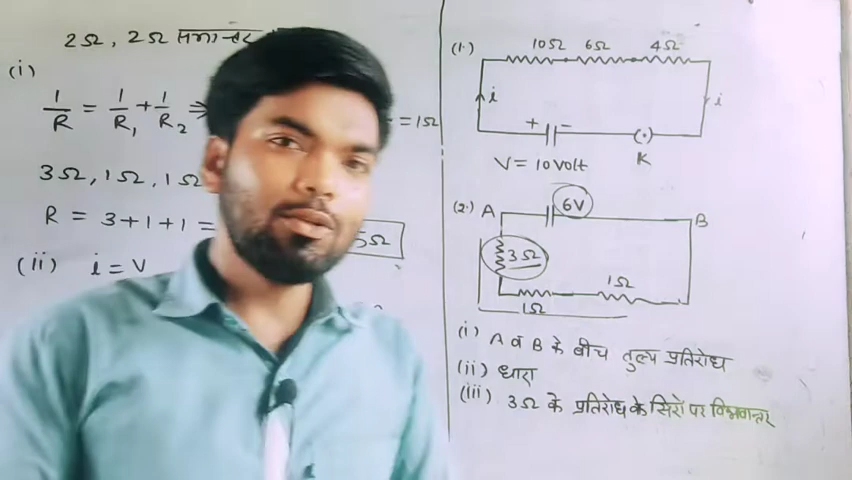 2Ω, 2Ω समान्तर
(i)
1/R = 1/R₁ + 1/R₂ ⇒
= 1Ω
3Ω, 1Ω, 1Ω
R = 3+1+1 =
5Ω
(ii) i = V
(1.)
10Ω 6Ω 4Ω
i
i
+ −
K
V = 10 Volt
(2.) A
6V
B
3Ω
1Ω
1Ω
(i) A व B के बीच तुल्य प्रतिरोध
(ii) धारा
(iii) 3Ω के प्रतिरोध के सिरों पर विभवान्तर